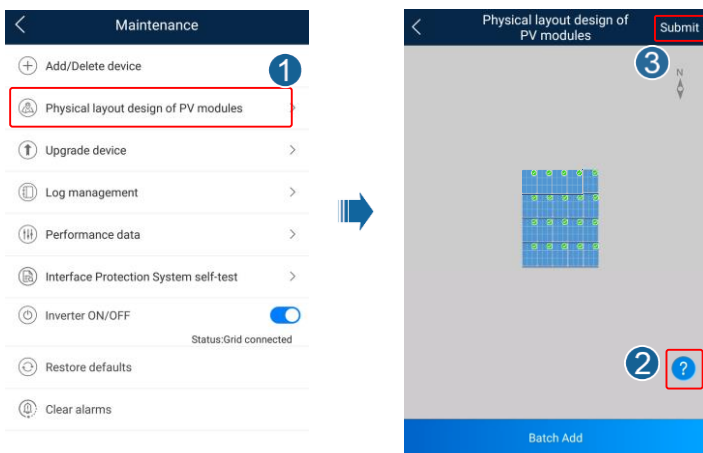 Maintenance
Add/Delete device
1
Physical layout design of PV modules
Upgrade device
Log management
Performance data
Interface Protection System self-test
Inverter ON/OFF
Status:Grid connected
Restore defaults
Clear alarms
Physical layout design of
PV modules
Submit
3
N
2
?
Batch Add